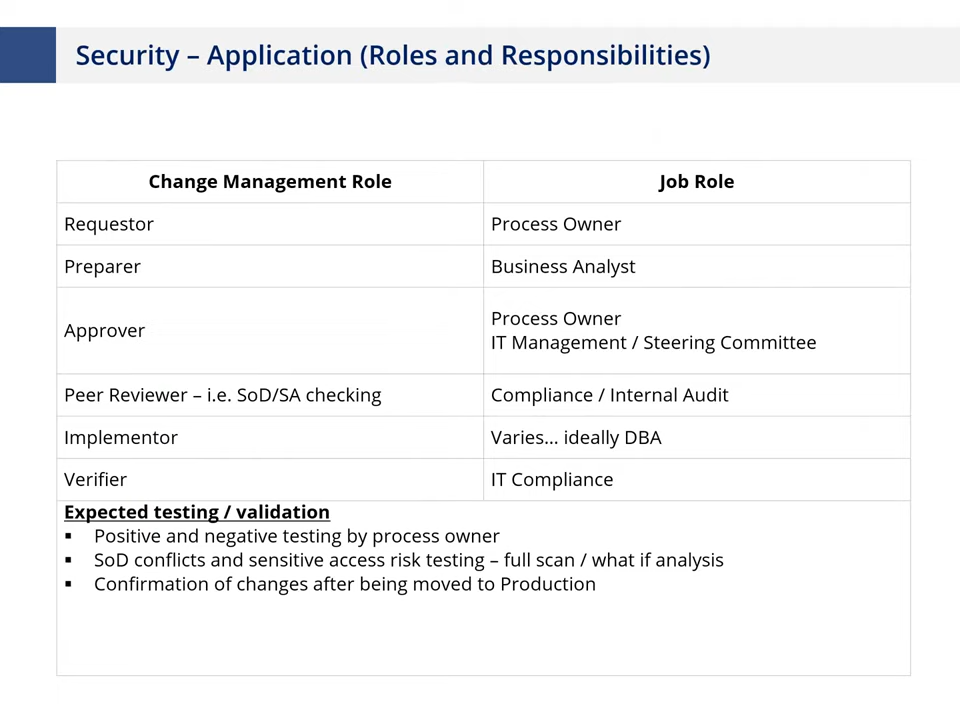 Security – Application (Roles and Responsibilities)
Change Management Role
Job Role
Requestor
Process Owner
Preparer
Business Analyst
Approver
Process Owner
IT Management / Steering Committee
Peer Reviewer – i.e. SoD/SA checking
Compliance / Internal Audit
Implementor
Varies... ideally DBA
Verifier
IT Compliance
Expected testing / validation
▪ Positive and negative testing by process owner
▪ SoD conflicts and sensitive access risk testing – full scan / what if analysis
▪ Confirmation of changes after being moved to Production